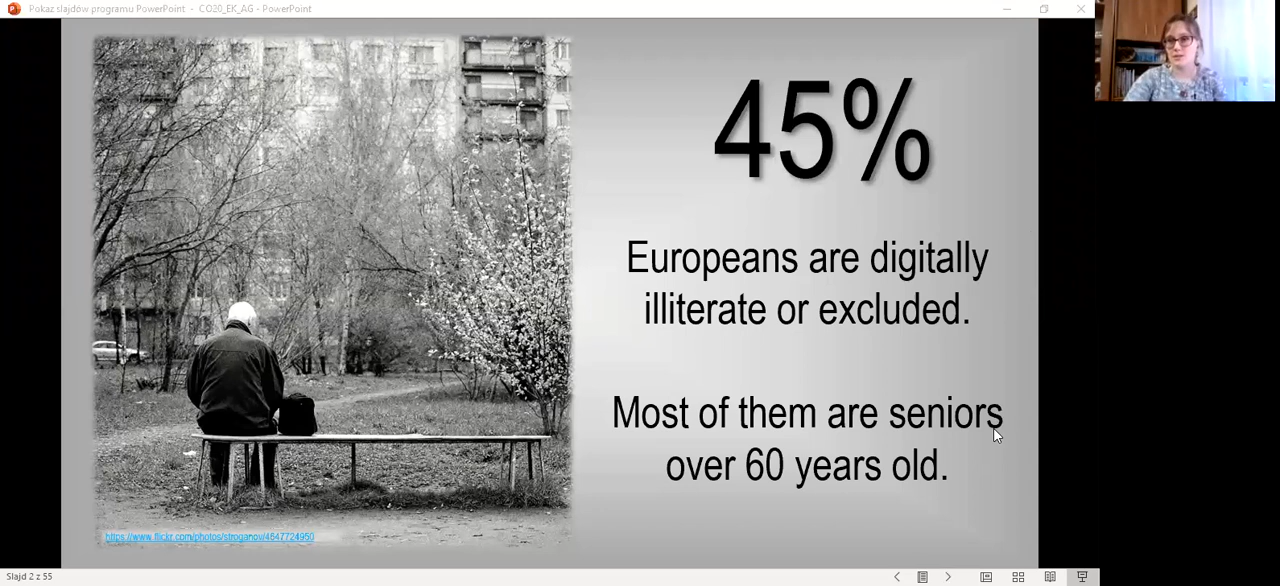 Pokaz slajdów programu PowerPoint - CO20_EK_AG - PowerPoint
45%
Europeans are digitally
illiterate or excluded.
Most of them are seniors
over 60 years old.
https://www.flickr.com/photos/stroganov/4647724950
Slajd 2 z 55